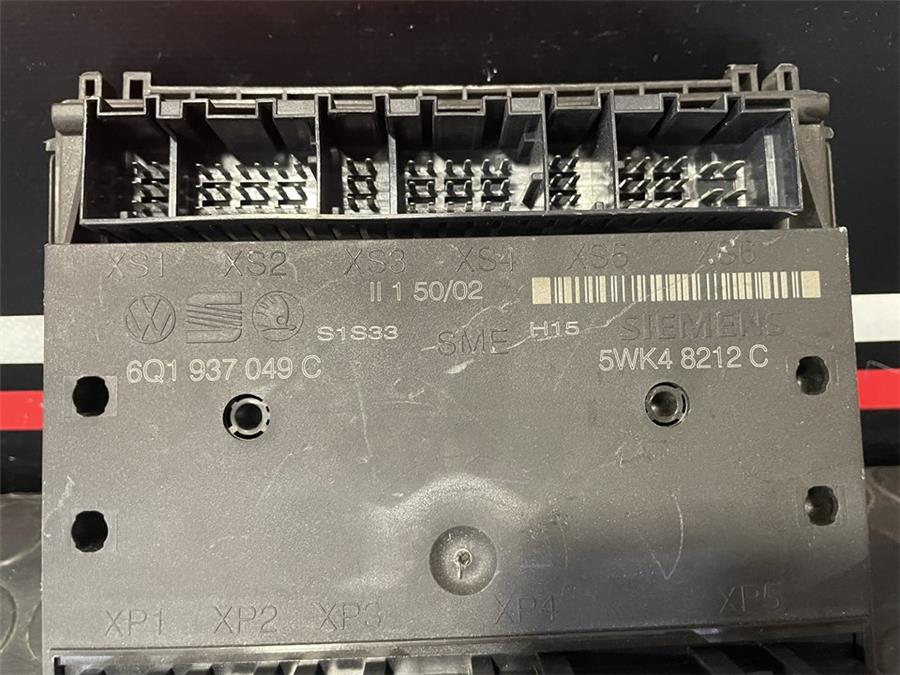 XS1 XS2 XS3 XS4 XS5 XS6
II 1 50/02
S1S33 SME H15 SIEMENS
6Q1 937 049 C 5WK4 8212 C
XP1 XP2 XP3 XP4 XP5